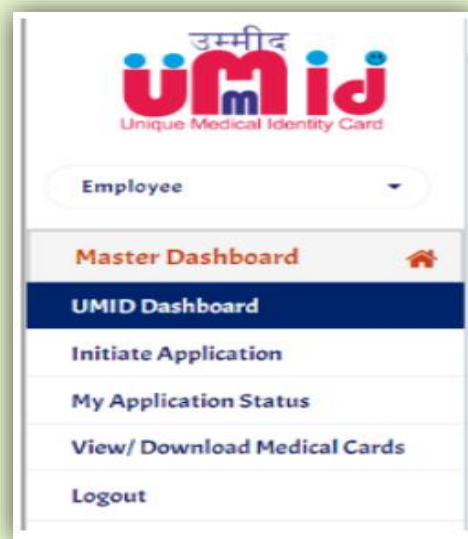 उम्मीद
UMmid
Unique Medical Identity Card
Employee
Master Dashboard
UMID Dashboard
Initiate Application
My Application Status
View/ Download Medical Cards
Logout